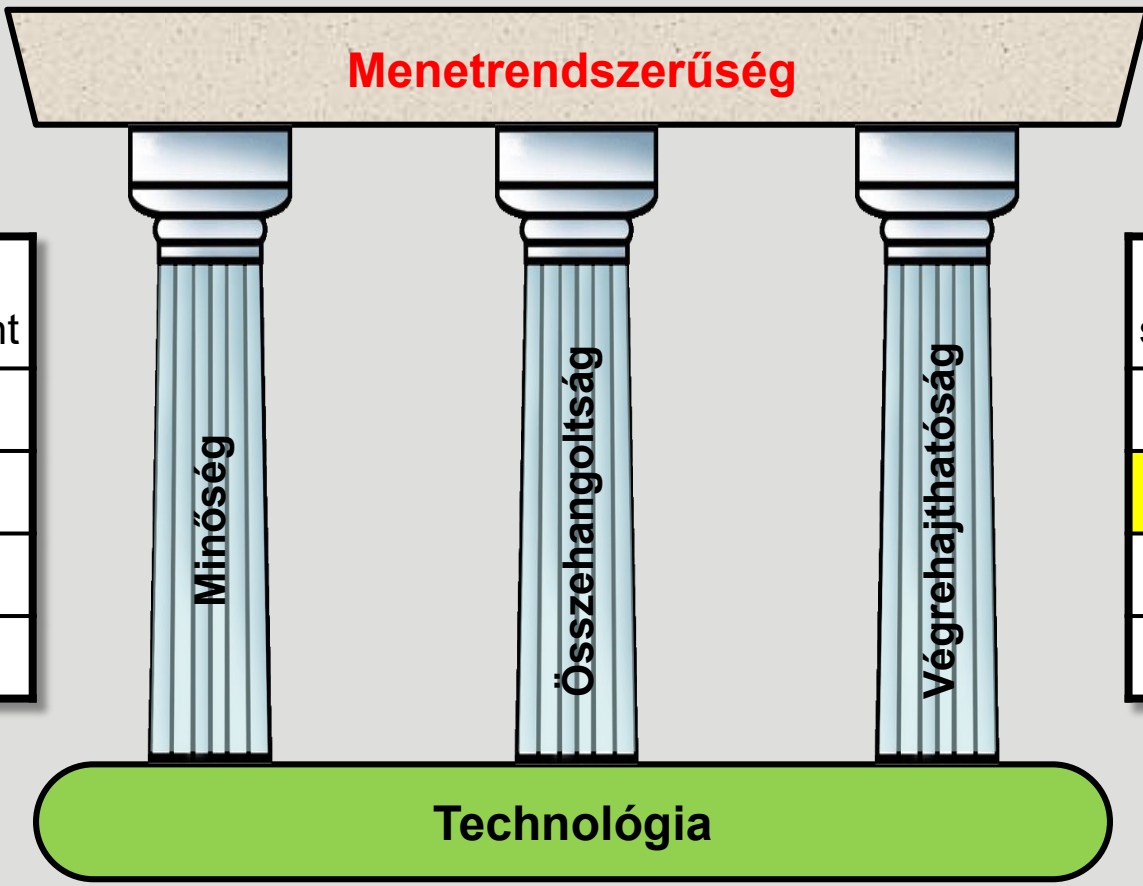 Menetrendszerűség
Minőség
Összehangoltság
Végrehajthatóság
Technológia